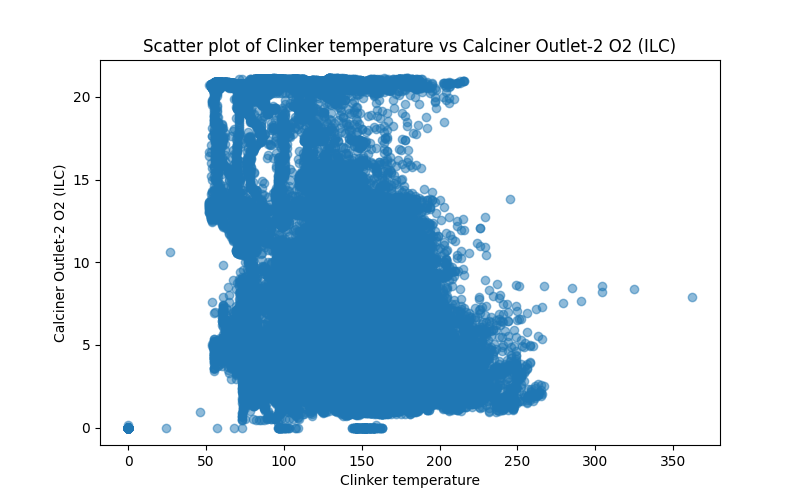 Scatter plot of Clinker temperature vs Calciner Outlet-2 O2 (ILC)
Calciner Outlet-2 O2 (ILC)
20
15
10
5
0
0 50 100 150 200 250 300 350
Clinker temperature